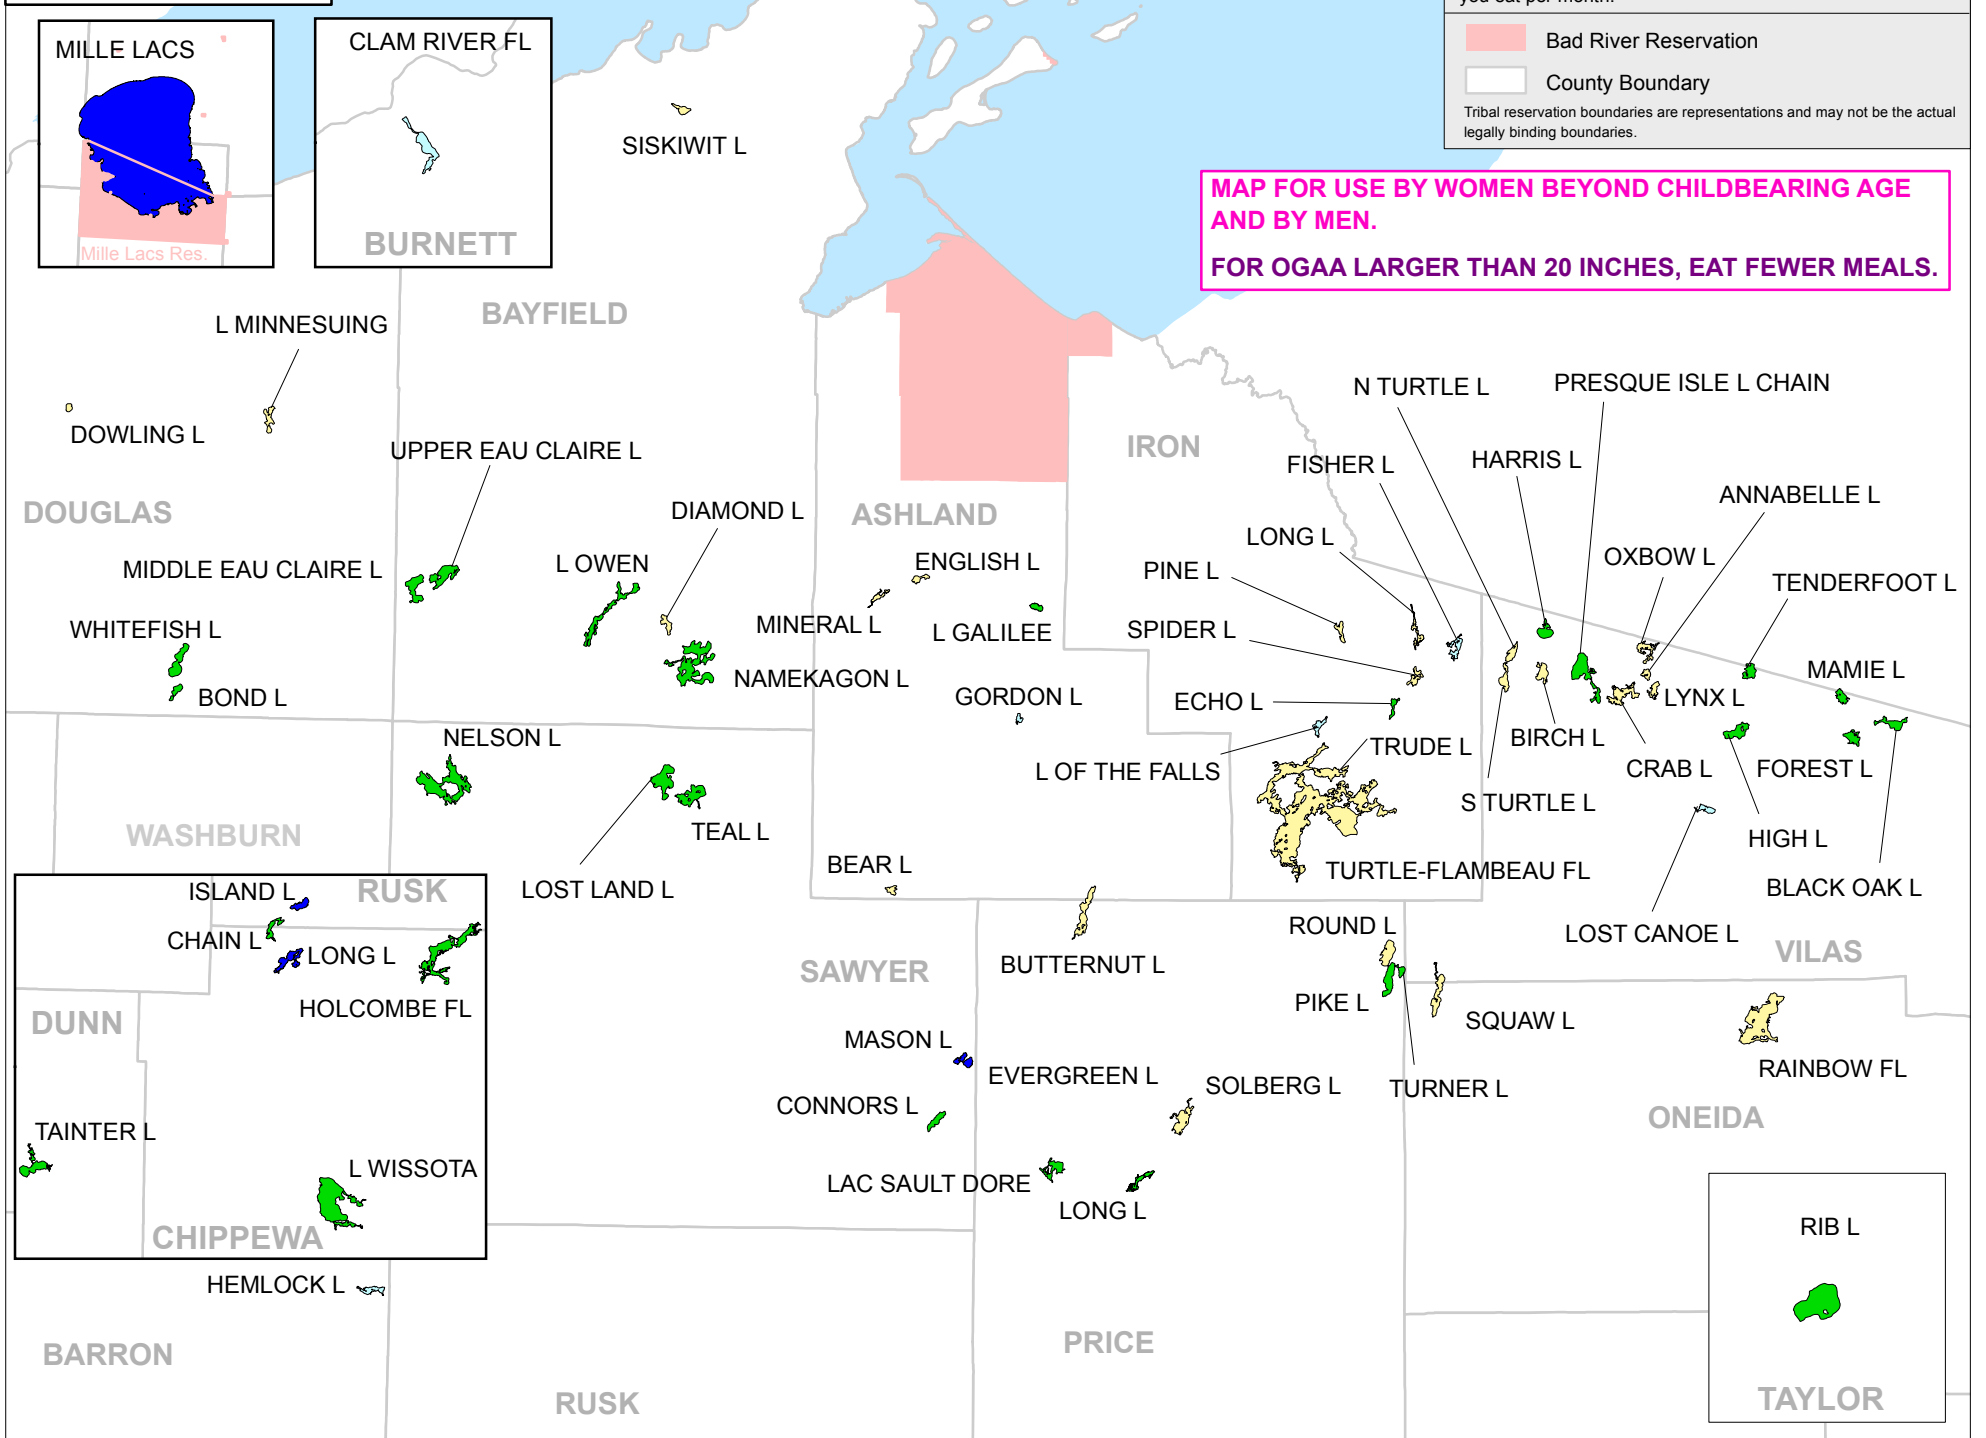 MILLE LACS
Mille Lacs Res.
CLAM RIVER FL
BURNETT
SISKIWIT L
you eat per month.
Bad River Reservation
County Boundary
Tribal reservation boundaries are representations and may not be the actual
legally binding boundaries.
MAP FOR USE BY WOMEN BEYOND CHILDBEARING AGE
AND BY MEN.
FOR OGAA LARGER THAN 20 INCHES, EAT FEWER MEALS.
BAYFIELD
L MINNESUING
DOWLING L
UPPER EAU CLAIRE L
DOUGLAS
DIAMOND L
ASHLAND
IRON
N TURTLE L
PRESQUE ISLE L CHAIN
FISHER L
HARRIS L
ANNABELLE L
LONG L
OXBOW L
TENDERFOOT L
MIDDLE EAU CLAIRE L
L OWEN
ENGLISH L
PINE L
WHITEFISH L
MINERAL L
L GALILEE
SPIDER L
MAMIE L
BOND L
NAMEKAGON L
GORDON L
ECHO L
LYNX L
NELSON L
L OF THE FALLS
TRUDE L
BIRCH L
CRAB L
FOREST L
WASHBURN
TEAL L
S TURTLE L
HIGH L
LOST LAND L
BEAR L
TURTLE-FLAMBEAU FL
BLACK OAK L
ISLAND L
RUSK
CHAIN L
LONG L
HOLCOMBE FL
DUNN
TAINTER L
L WISSOTA
CHIPPEWA
SAWYER
BUTTERNUT L
ROUND L
LOST CANOE L
VILAS
PIKE L
SQUAW L
MASON L
EVERGREEN L
SOLBERG L
TURNER L
RAINBOW FL
CONNORS L
ONEIDA
LAC SAULT DORE
LONG L
RIB L
HEMLOCK L
BARRON
PRICE
RUSK
TAYLOR